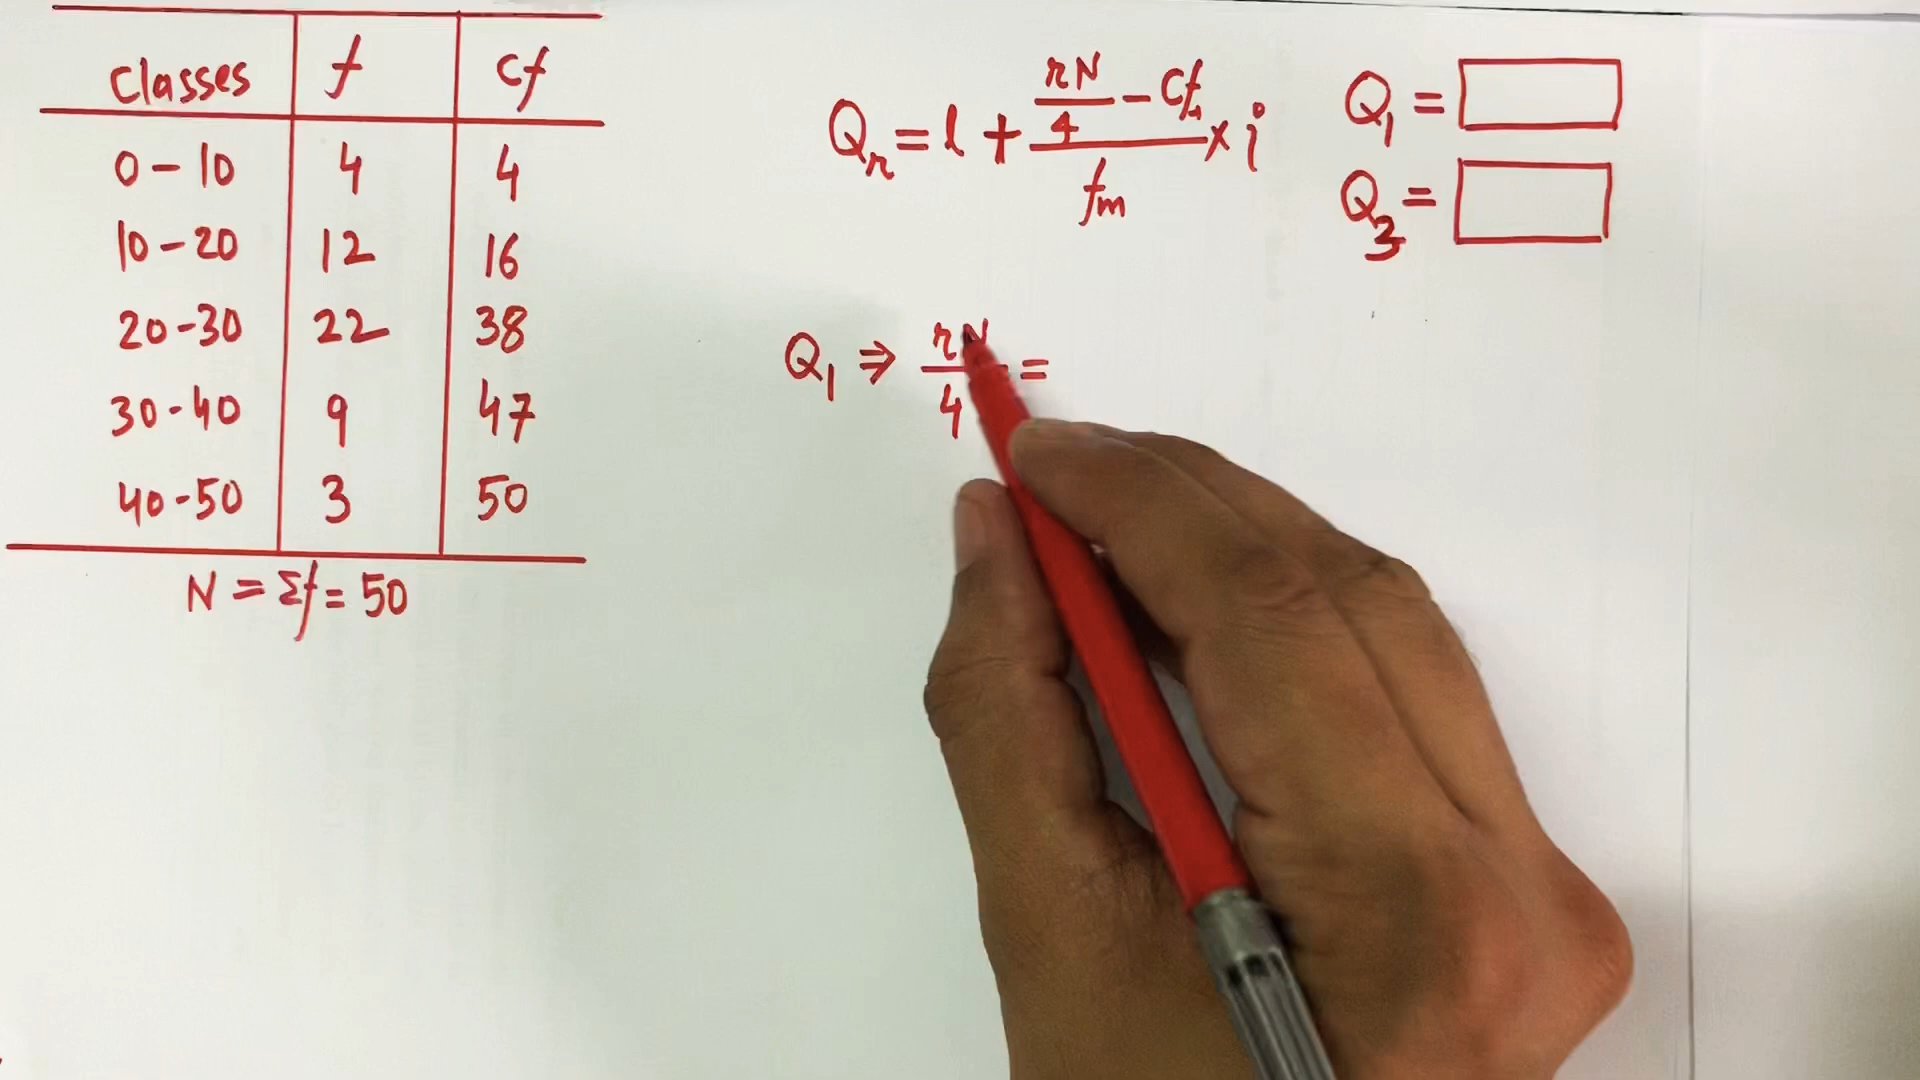 Classes f Cf
0-10 4 4
10-20 12 16
20-30 22 38
30-40 9 47
40-50 3 50
N = Σf = 50
Qr = l + (rN/4 - Cf)/fm × i
Q1 =
Q3 =
Q1 ⇒ rN/4 =